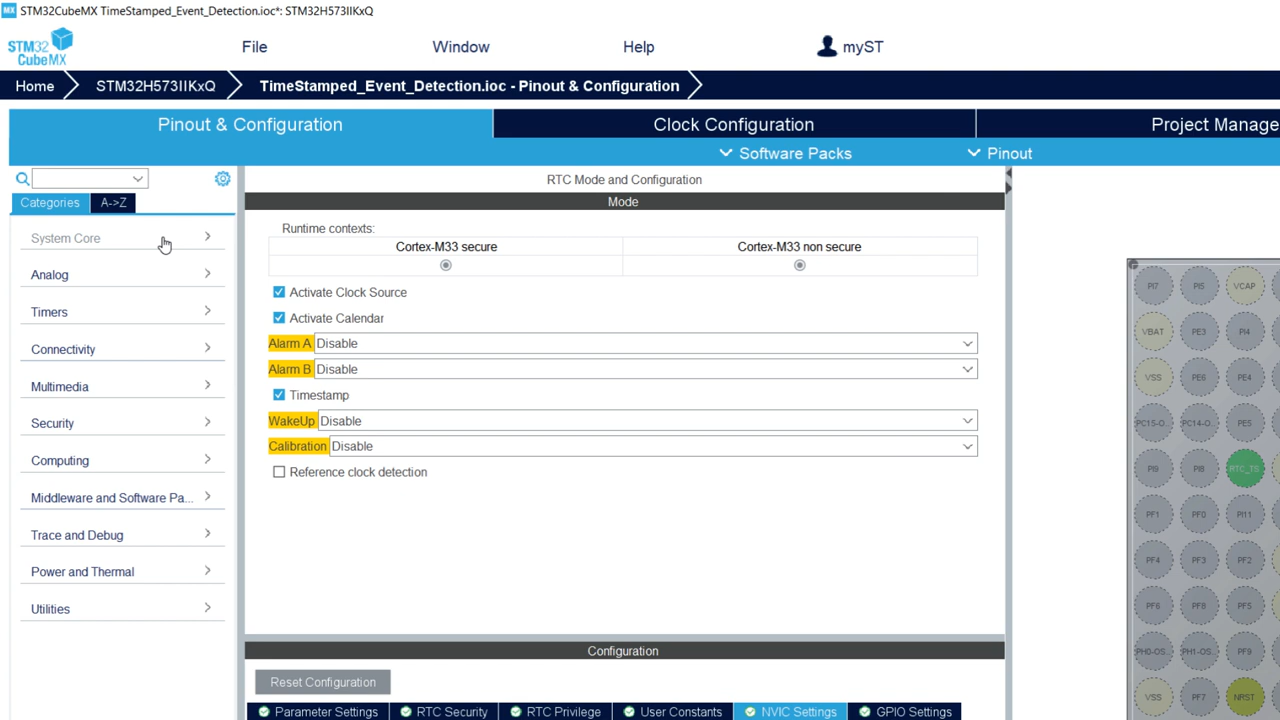 MX STM32CubeMX TimeStamped_Event_Detection.ioc*: STM32H573IIKxQ
STM32
CubeMX
File
Window
Help
myST
Home
STM32H573IIKxQ
TimeStamped_Event_Detection.ioc - Pinout & Configuration
Pinout & Configuration
Clock Configuration
Project Manage
Software Packs
Pinout
Categories
A->Z
System Core
Analog
Timers
Connectivity
Multimedia
Security
Computing
Middleware and Software Pa...
Trace and Debug
Power and Thermal
Utilities
RTC Mode and Configuration
Mode
Runtime contexts:
Cortex-M33 secure
Cortex-M33 non secure
Activate Clock Source
Activate Calendar
Alarm A Disable
Alarm B Disable
Timestamp
WakeUp Disable
Calibration Disable
Reference clock detection
Configuration
Reset Configuration
Parameter Settings
RTC Security
RTC Privilege
User Constants
NVIC Settings
GPIO Settings
PI7 PI5 VCAP
VBAT PE3 PI4
VSS PE6 PE4
PC15-O.. PC14-O.. PE5
PI9 PI8 RTC_TS
PF1 PF0 PI11
PF4 PF3 PF2
PF6 PF8 PF5
PH0-OS.. PH1-OS.. PF9
VSS PF7 NRST